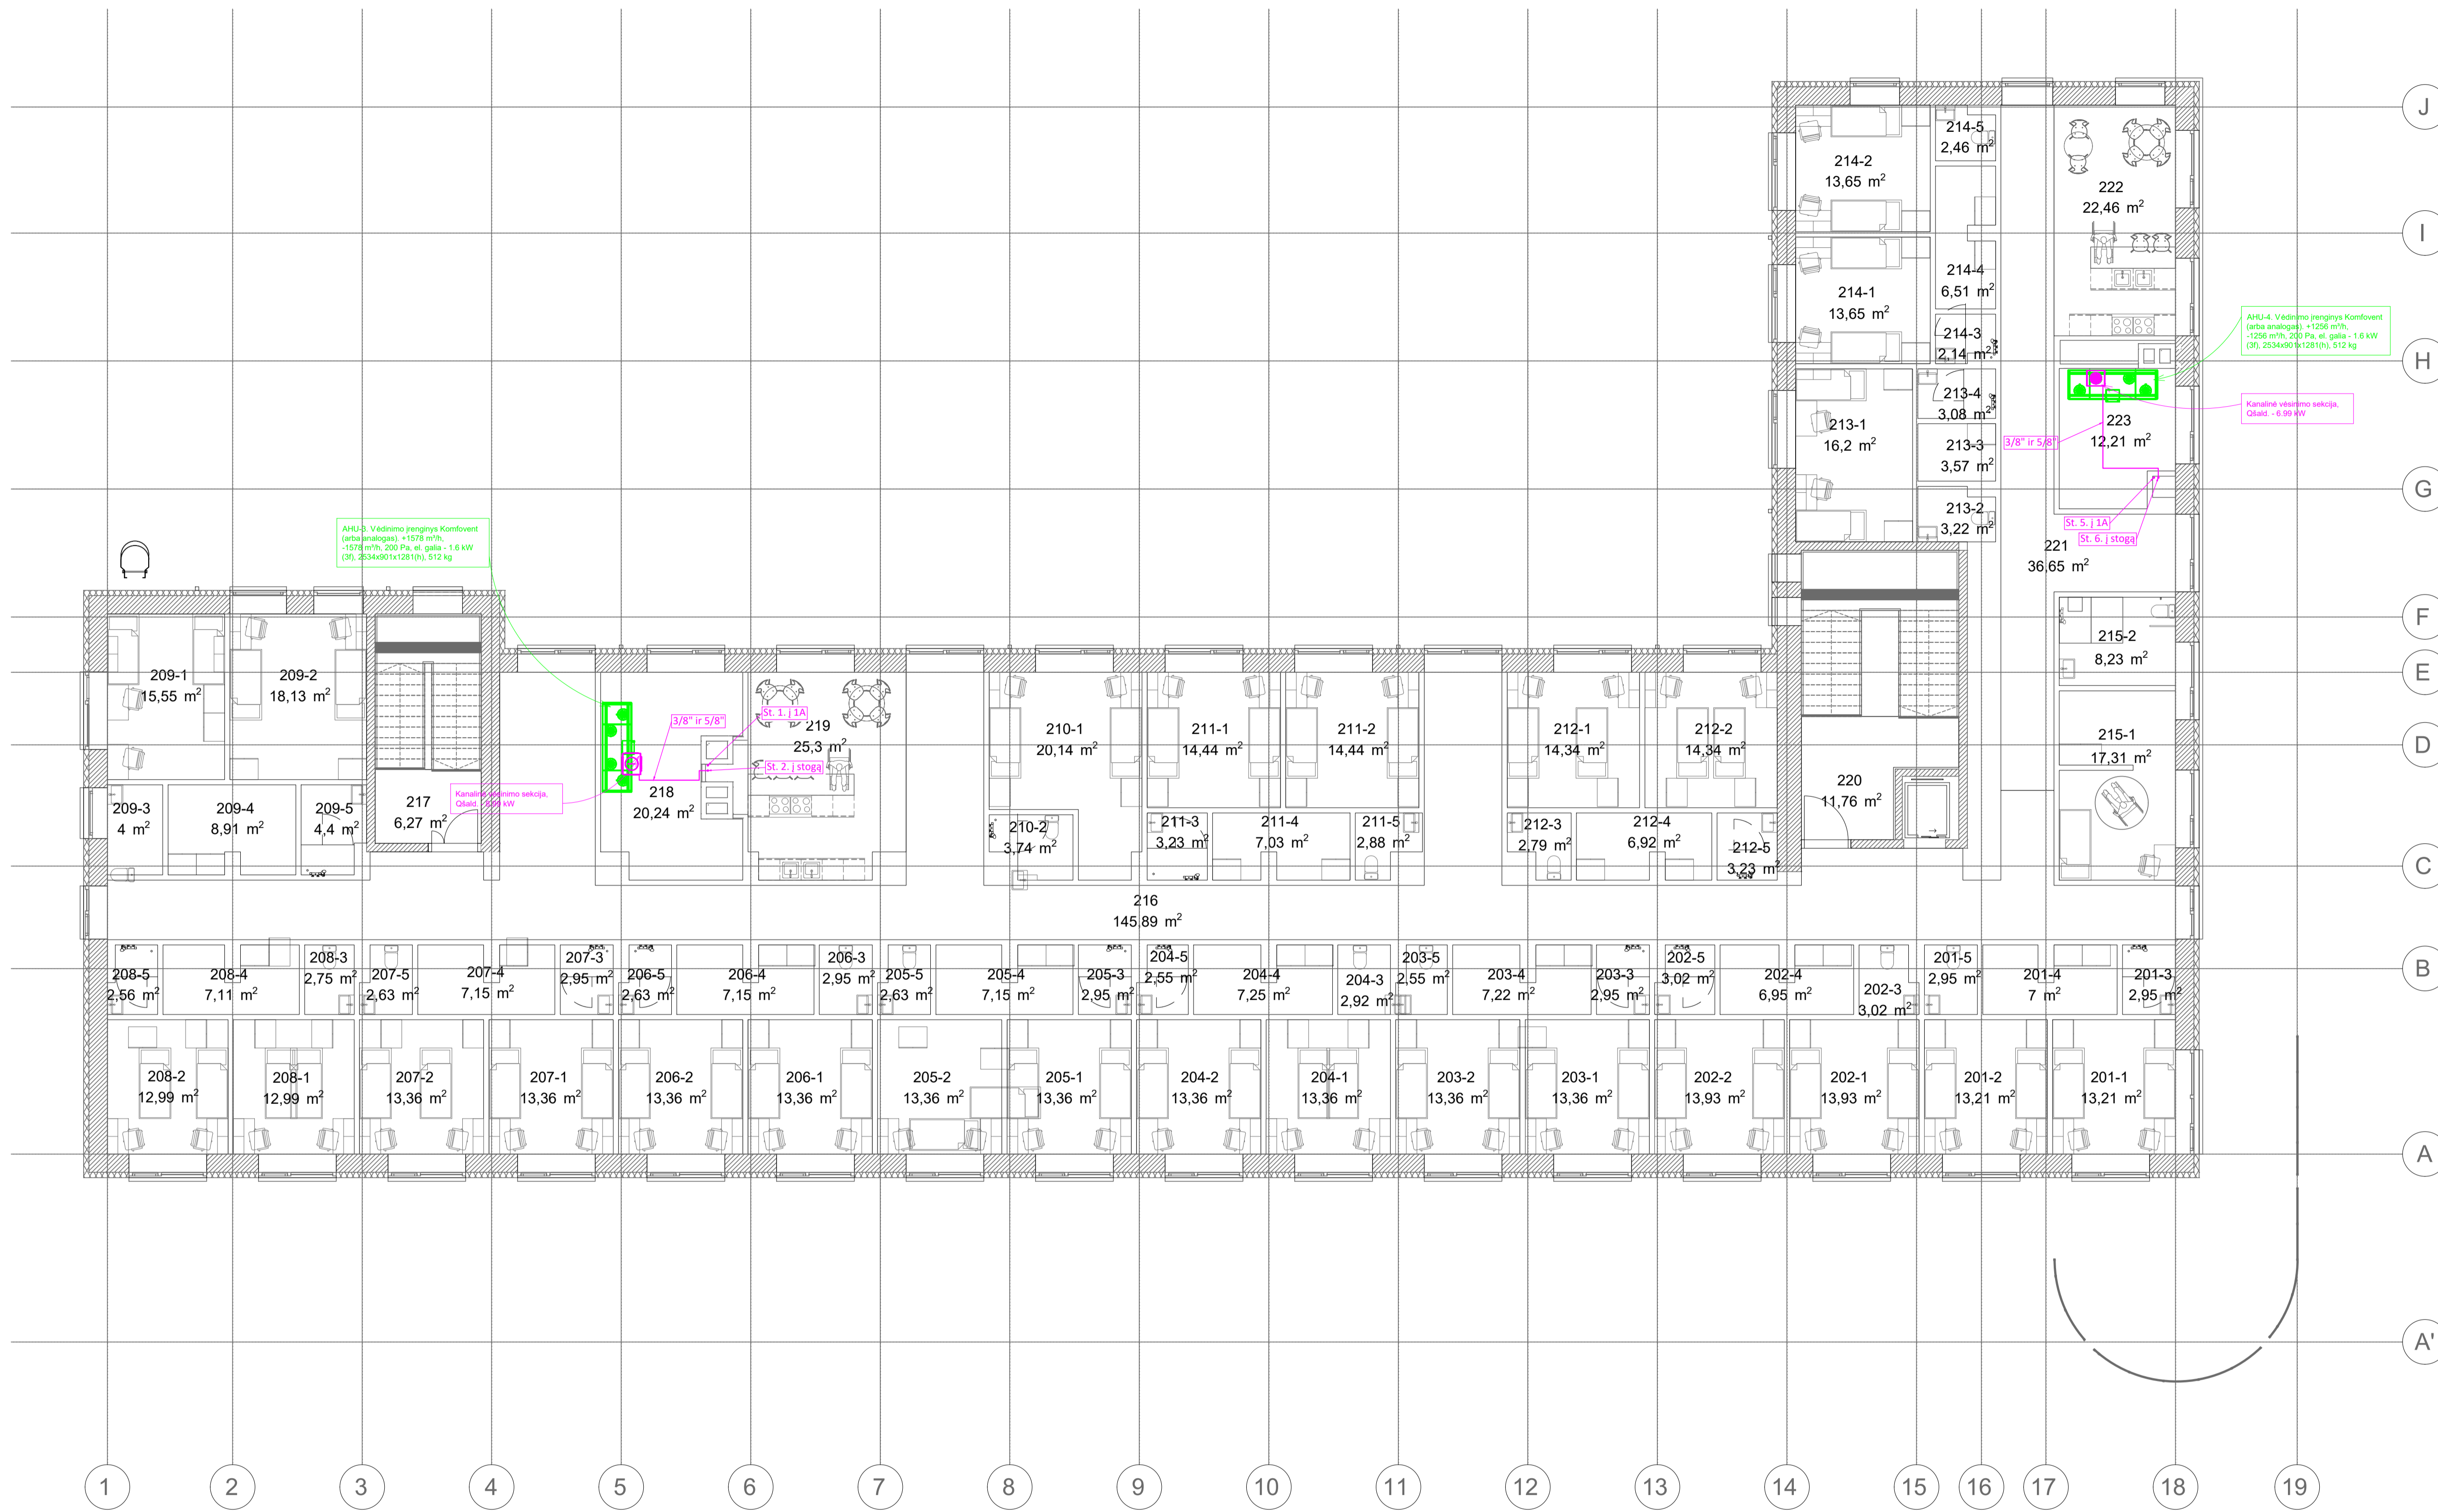 J
214-5
2,46 m²
214-2
13,65 m²
222
22,46 m²
I
214-4
6,51 m²
214-1
13,65 m²
214-3
2,14 m²
AHU-4. Vėdinimo įrenginys Komfovent
(arba analogas). +1256 m³/h,
-1256 m³/h, 200 Pa, el. galia - 1.6 kW
(3f), 2534x901x1281(h), 512 kg
H
213-4
3,08 m²
Kanalinė vėsinimo sekcija,
Qšald. - 6.99 kW
213-1
16,2 m²
223
12,21 m²
3/8" ir 5/8"
213-3
3,57 m²
G
213-2
3,22 m²
St. 5. į 1A
St. 6. į stogą
221
36,65 m²
AHU-3. Vėdinimo įrenginys Komfovent
(arba analogas). +1578 m³/h,
-1578 m³/h, 200 Pa, el. galia - 1.6 kW
(3f), 2534x901x1281(h), 512 kg
F
215-2
8,23 m²
E
209-1
15,55 m²
209-2
18,13 m²
3/8" ir 5/8"
St. 1. į 1A
219
25,3 m²
St. 2. į stogą
210-1
20,14 m²
211-1
14,44 m²
211-2
14,44 m²
212-1
14,34 m²
212-2
14,34 m²
D
215-1
17,31 m²
220
11,76 m²
Kanalinė vėsinimo sekcija,
Qšald. kW
218
20,24 m²
217
6,27 m²
209-3
4 m²
209-4
8,91 m²
209-5
4,4 m²
210-2
3,74 m²
211-3
3,23 m²
211-4
7,03 m²
211-5
2,88 m²
212-3
2,79 m²
212-4
6,92 m²
212-5
3,23 m²
C
216
145,89 m²
208-5
2,56 m²
208-4
7,11 m²
208-3
2,75 m²
207-5
2,63 m²
207-4
7,15 m²
207-3
2,95 m²
206-5
2,63 m²
206-4
7,15 m²
206-3
2,95 m²
205-5
2,63 m²
205-4
7,15 m²
205-3
2,95 m²
204-5
2,55 m²
204-4
7,25 m²
204-3
2,92 m²
203-5
2,55 m²
203-4
7,22 m²
203-3
2,95 m²
202-5
3,02 m²
202-4
6,95 m²
202-3
3,02 m²
201-5
2,95 m²
201-4
7 m²
201-3
2,95 m²
B
208-2
12,99 m²
208-1
12,99 m²
207-2
13,36 m²
207-1
13,36 m²
206-2
13,36 m²
206-1
13,36 m²
205-2
13,36 m²
205-1
13,36 m²
204-2
13,36 m²
204-1
13,36 m²
203-2
13,36 m²
203-1
13,36 m²
202-2
13,93 m²
202-1
13,93 m²
201-2
13,21 m²
201-1
13,21 m²
A
A'
1 2 3 4 5 6 7 8 9 10 11 12 13 14 15 16 17 18 19